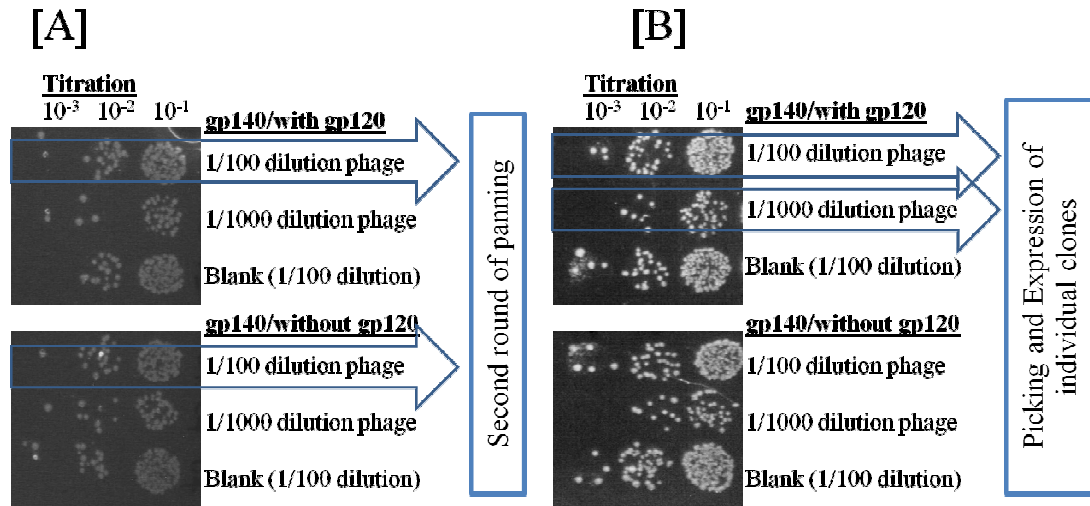 [A]
Titration
10⁻³ 10⁻² 10⁻¹
gp140/with gp120
1/100 dilution phage
1/1000 dilution phage
Blank (1/100 dilution)
gp140/without gp120
1/100 dilution phage
1/1000 dilution phage
Blank (1/100 dilution)
Second round of panning
[B]
Titration
10⁻³ 10⁻² 10⁻¹
gp140/with gp120
1/100 dilution phage
1/1000 dilution phage
Blank (1/100 dilution)
gp140/without gp120
1/100 dilution phage
1/1000 dilution phage
Blank (1/100 dilution)
Picking and Expression of
individual clones